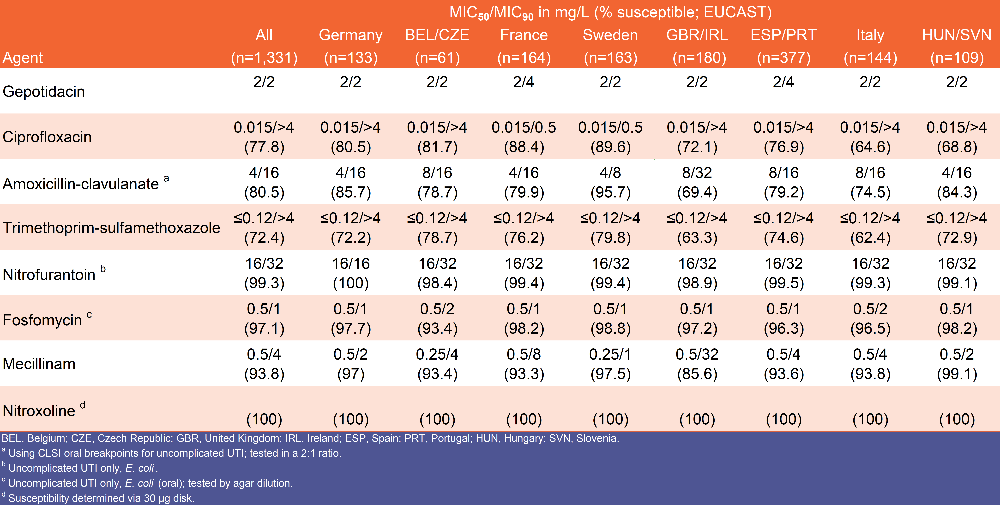 MIC50/MIC90 in mg/L (% susceptible; EUCAST)
All Germany BEL/CZE France Sweden GBR/IRL ESP/PRT Italy HUN/SVN
Agent (n=1,331) (n=133) (n=61) (n=164) (n=163) (n=180) (n=377) (n=144) (n=109)
Gepotidacin 2/2 2/2 2/2 2/4 2/2 2/2 2/4 2/2 2/2
Ciprofloxacin 0.015/>4 0.015/>4 0.015/>4 0.015/0.5 0.015/0.5 0.015/>4 0.015/>4 0.015/>4 0.015/>4
(77.8) (80.5) (81.7) (88.4) (89.6) (72.1) (76.9) (64.6) (68.8)
Amoxicillin-clavulanate a 4/16 4/16 8/16 4/16 4/8 8/32 8/16 8/16 4/16
(80.5) (85.7) (78.7) (79.9) (95.7) (69.4) (79.2) (74.5) (84.3)
Trimethoprim-sulfamethoxazole ≤0.12/>4 ≤0.12/>4 ≤0.12/>4 ≤0.12/>4 ≤0.12/>4 ≤0.12/>4 ≤0.12/>4 ≤0.12/>4 ≤0.12/>4
(72.4) (72.2) (78.7) (76.2) (79.8) (63.3) (74.6) (62.4) (72.9)
Nitrofurantoin b 16/32 16/16 16/32 16/32 16/32 16/32 16/32 16/32 16/32
(99.3) (100) (98.4) (99.4) (99.4) (98.9) (99.5) (99.3) (99.1)
Fosfomycin c 0.5/1 0.5/1 0.5/2 0.5/1 0.5/1 0.5/1 0.5/1 0.5/2 0.5/1
(97.1) (97.7) (93.4) (98.2) (98.8) (97.2) (96.3) (96.5) (98.2)
Mecillinam 0.5/4 0.5/2 0.25/4 0.5/8 0.25/1 0.5/32 0.5/4 0.5/4 0.5/2
(93.8) (97) (93.4) (93.3) (97.5) (85.6) (93.6) (93.8) (99.1)
Nitroxoline d
(100) (100) (100) (100) (100) (100) (100) (100) (100)
BEL, Belgium; CZE, Czech Republic; GBR, United Kingdom; IRL, Ireland; ESP, Spain; PRT, Portugal; HUN, Hungary; SVN, Slovenia.
a Using CLSI oral breakpoints for uncomplicated UTI; tested in a 2:1 ratio.
b Uncomplicated UTI only, E. coli.
c Uncomplicated UTI only, E. coli (oral); tested by agar dilution.
d Susceptibility determined via 30 μg disk.